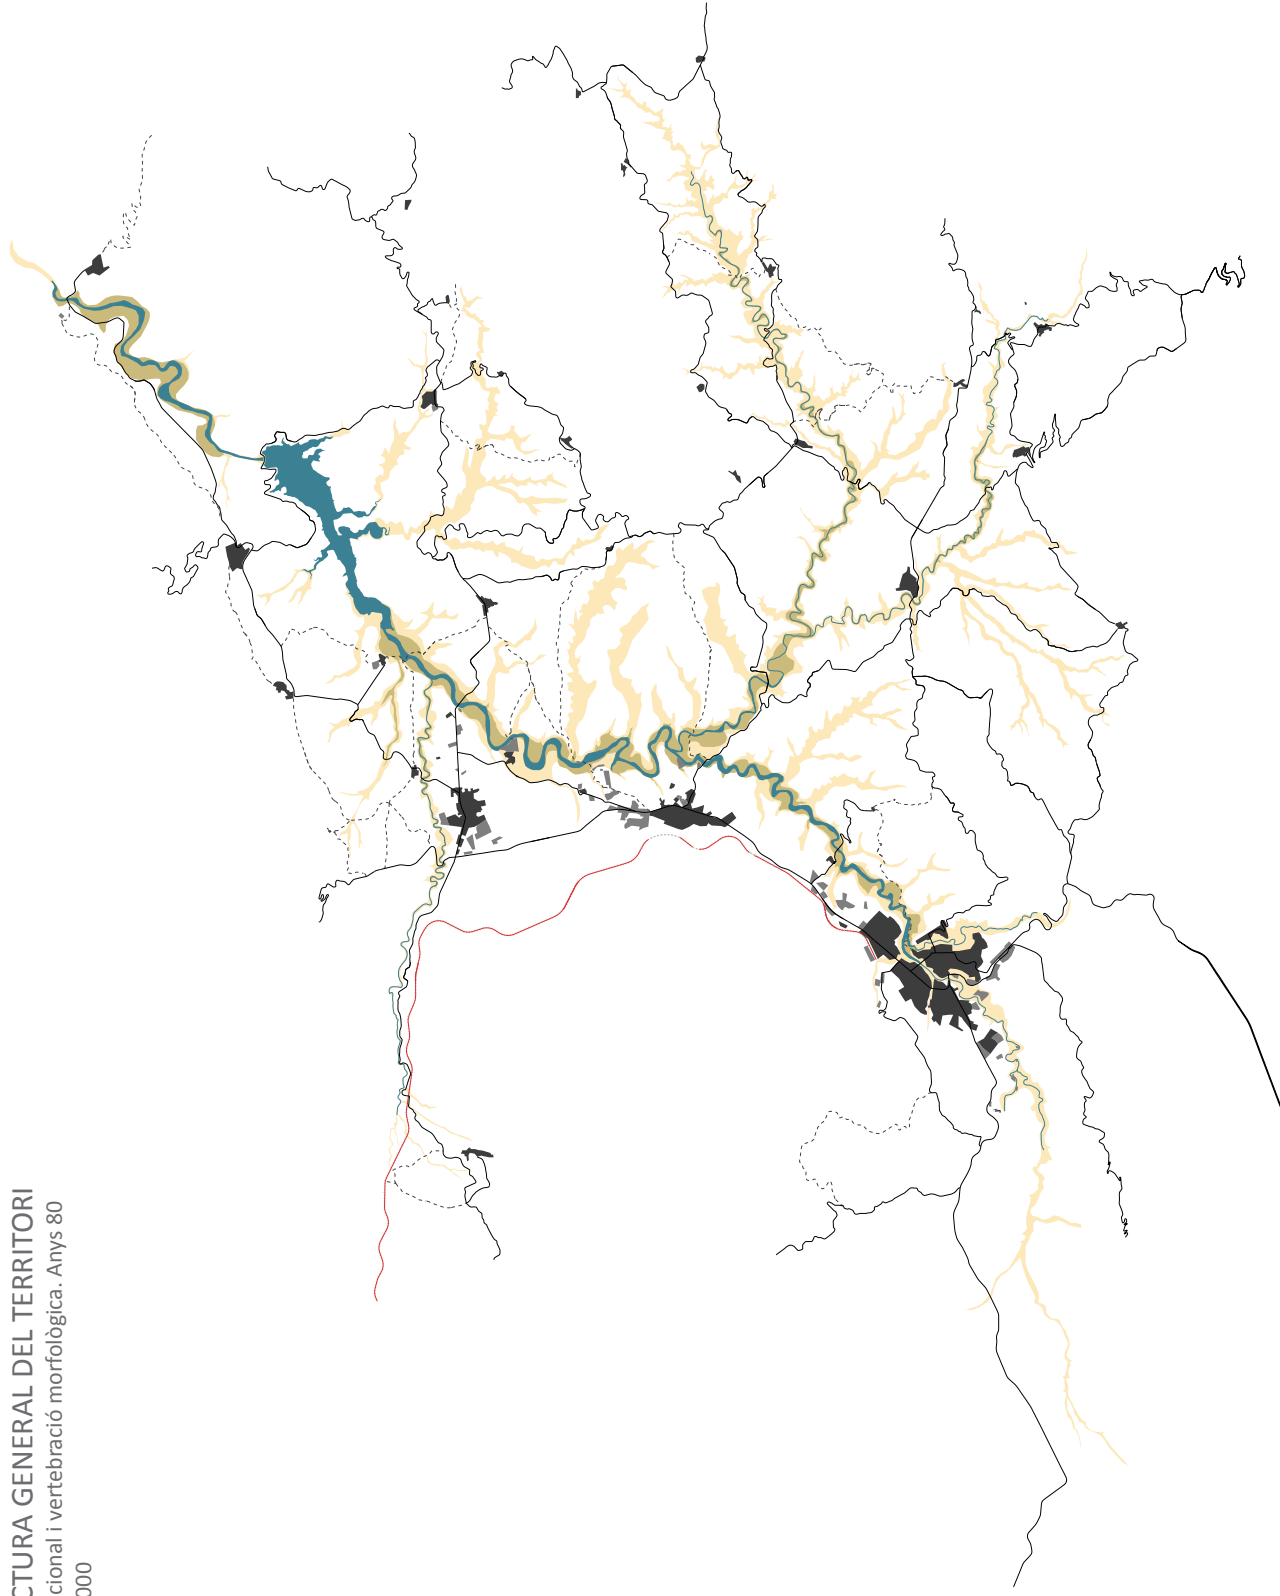 CTURA GENERAL DEL TERRITORI
cional i vertebració morfològica. Anys 80
000